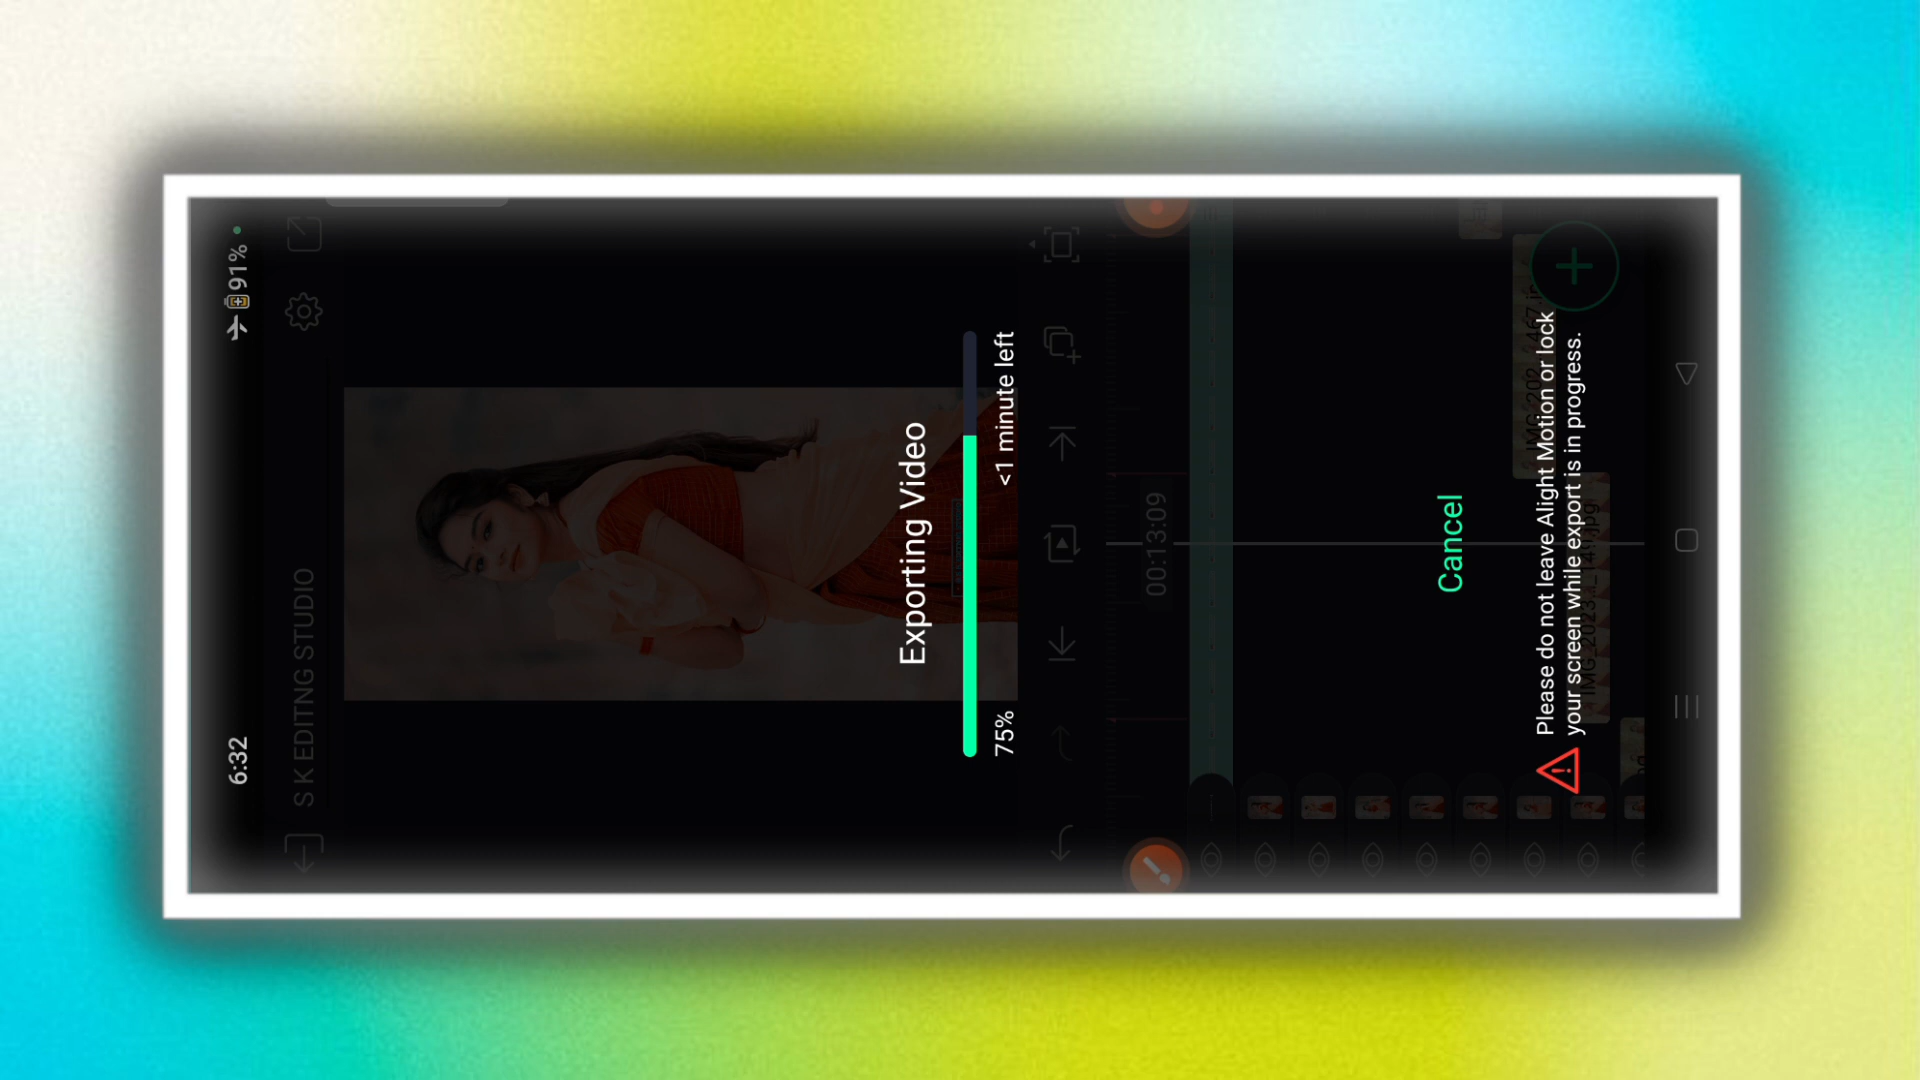 6:32
91%
S K EDITNG STUDIO
Exporting Video
75%
<1 minute left
00:13:09
Cancel
Please do not leave Alight Motion or lock
your screen while export is in progress.